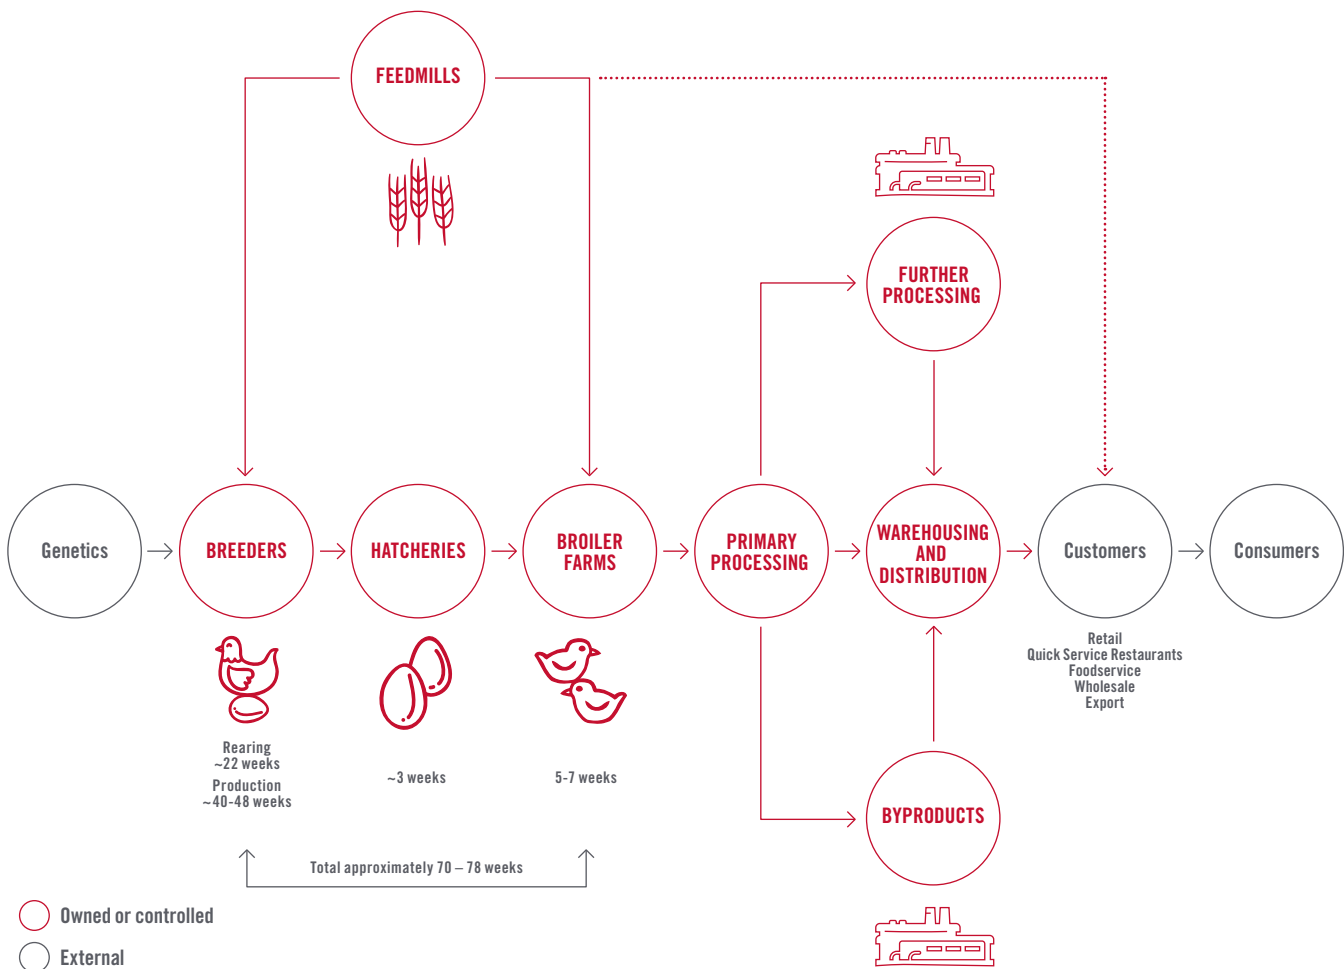 FEEDMILLS
FURTHER
PROCESSING
Genetics
BREEDERS
HATCHERIES
BROILER
FARMS
PRIMARY
PROCESSING
WAREHOUSING
AND
DISTRIBUTION
Customers
Consumers
Retail
Quick Service Restaurants
Foodservice
Wholesale
Export
Rearing
~22 weeks
Production
~40-48 weeks
~3 weeks
5-7 weeks
BYPRODUCTS
Total approximately 70 – 78 weeks
Owned or controlled
External